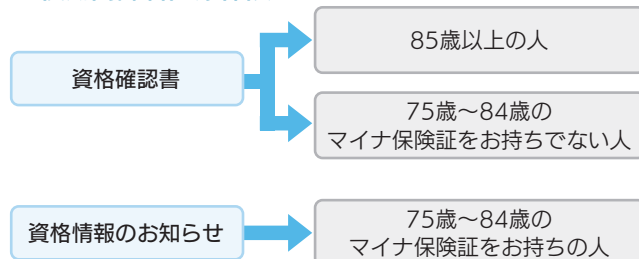 資格確認書
85歳以上の人
75歳～84歳の
マイナ保険証をお持ちでない人
資格情報のお知らせ
75歳～84歳の
マイナ保険証をお持ちの人